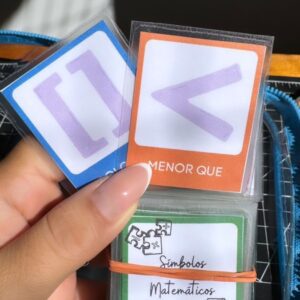 [ ]
<
MENOR QUE
Símbolos
Matemáticos